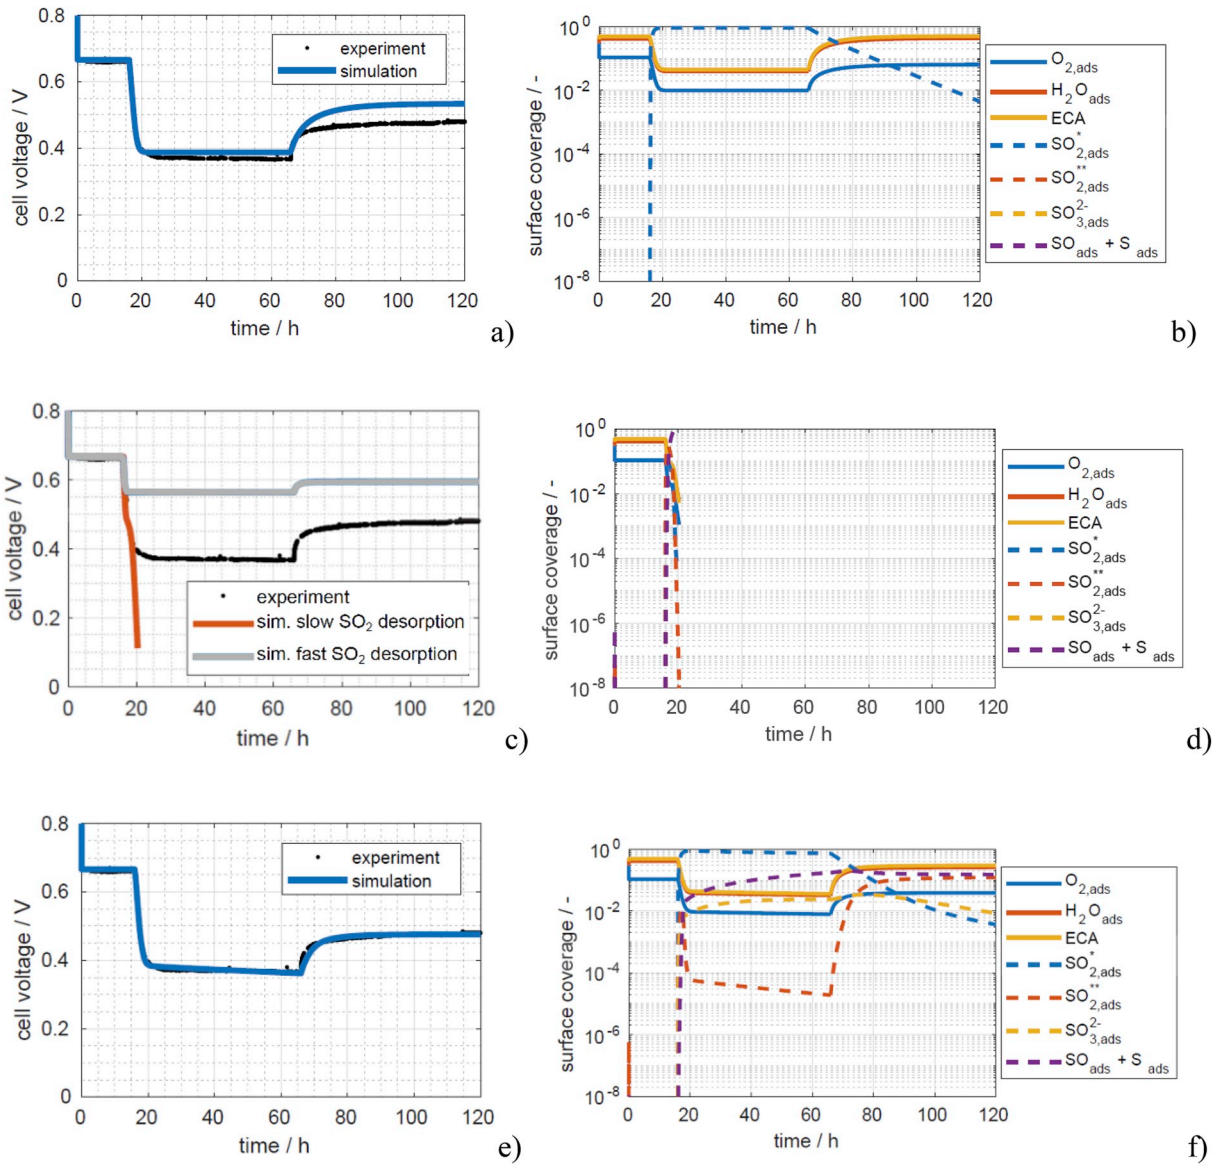 cell voltage / V
0.8
0.6
0.4
0.2
0
experiment
simulation
0 20 40 60 80 100 120
time / h
a)
surface coverage / -
10^0
10^-2
10^-4
10^-6
10^-8
0 20 40 60 80 100 120
time / h
O2,ads
H2Oads
ECA
SO*2,ads
SO**2,ads
SO2-3,ads
SOads + S ads
b)
cell voltage / V
0.8
0.6
0.4
0.2
0
experiment
sim. slow SO2 desorption
sim. fast SO2 desorption
0 20 40 60 80 100 120
time / h
c)
surface coverage / -
10^0
10^-2
10^-4
10^-6
10^-8
0 20 40 60 80 100 120
time / h
O2,ads
H2Oads
ECA
SO*2,ads
SO**2,ads
SO2-3,ads
SOads + S ads
d)
cell voltage / V
0.8
0.6
0.4
0.2
0
experiment
simulation
0 20 40 60 80 100 120
time / h
e)
surface coverage / -
10^0
10^-2
10^-4
10^-6
10^-8
0 20 40 60 80 100 120
time / h
O2,ads
H2Oads
ECA
SO*2,ads
SO**2,ads
SO2-3,ads
SOads + S ads
f)